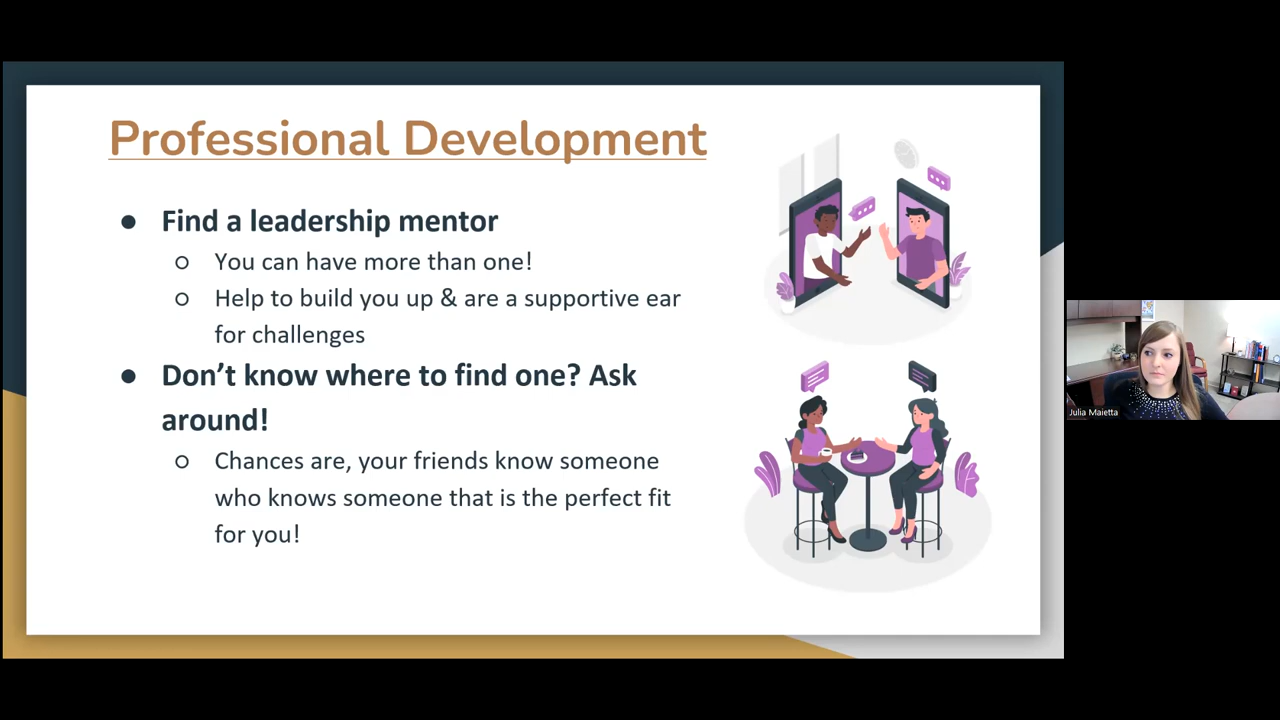 Professional Development
● Find a leadership mentor
○ You can have more than one!
○ Help to build you up & are a supportive ear
for challenges
● Don’t know where to find one? Ask
around!
○ Chances are, your friends know someone
who knows someone that is the perfect fit
for you!
Julia Maietta